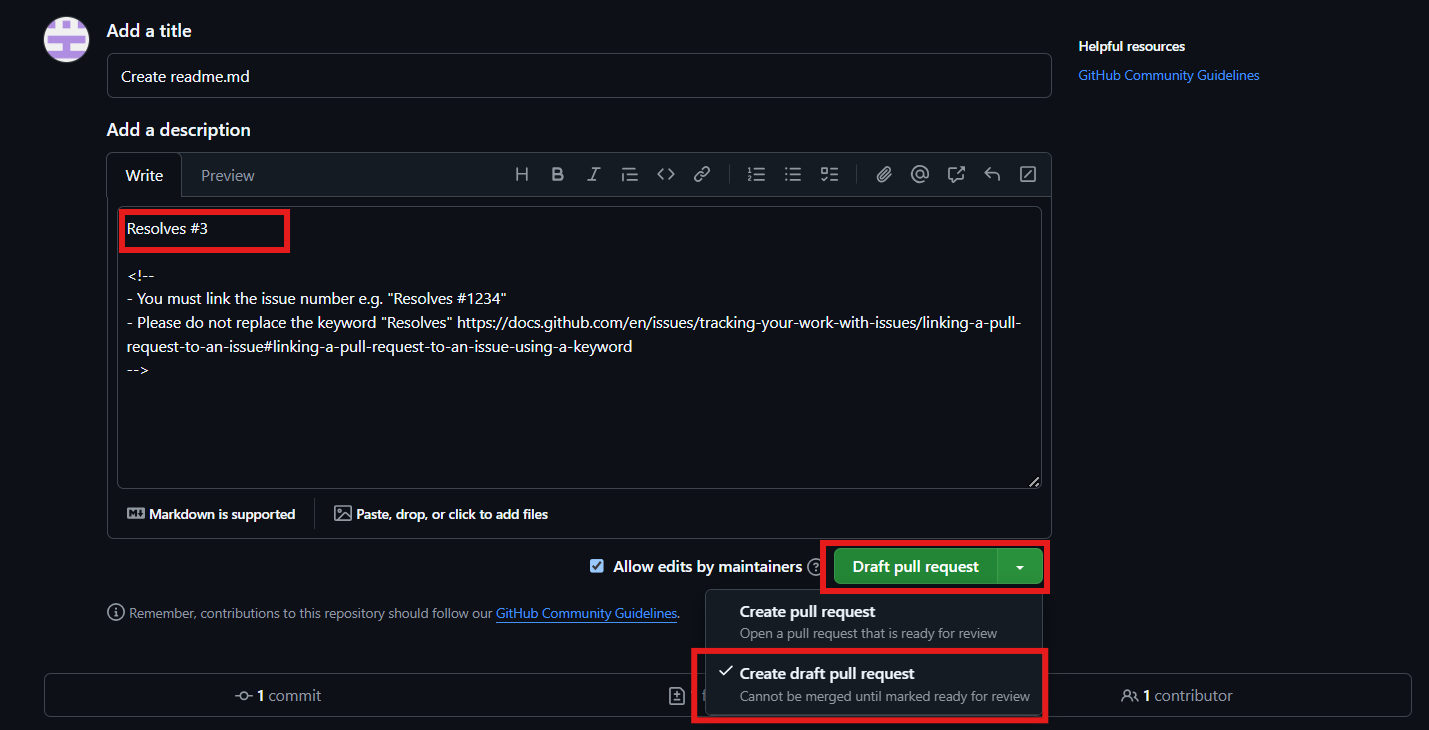 Add a title
Helpful resources
Create readme.md
GitHub Community Guidelines
Add a description
Write Preview
Resolves #3
<!--
- You must link the issue number e.g. "Resolves #1234"
- Please do not replace the keyword "Resolves" https://docs.github.com/en/issues/tracking-your-work-with-issues/linking-a-pull-
request-to-an-issue#linking-a-pull-request-to-an-issue-using-a-keyword
-->
Markdown is supported Paste, drop, or click to add files
Allow edits by maintainers Draft pull request
Remember, contributions to this repository should follow our GitHub Community Guidelines.
Create pull request
Open a pull request that is ready for review
Create draft pull request
Cannot be merged until marked ready for review
1 commit
1 contributor